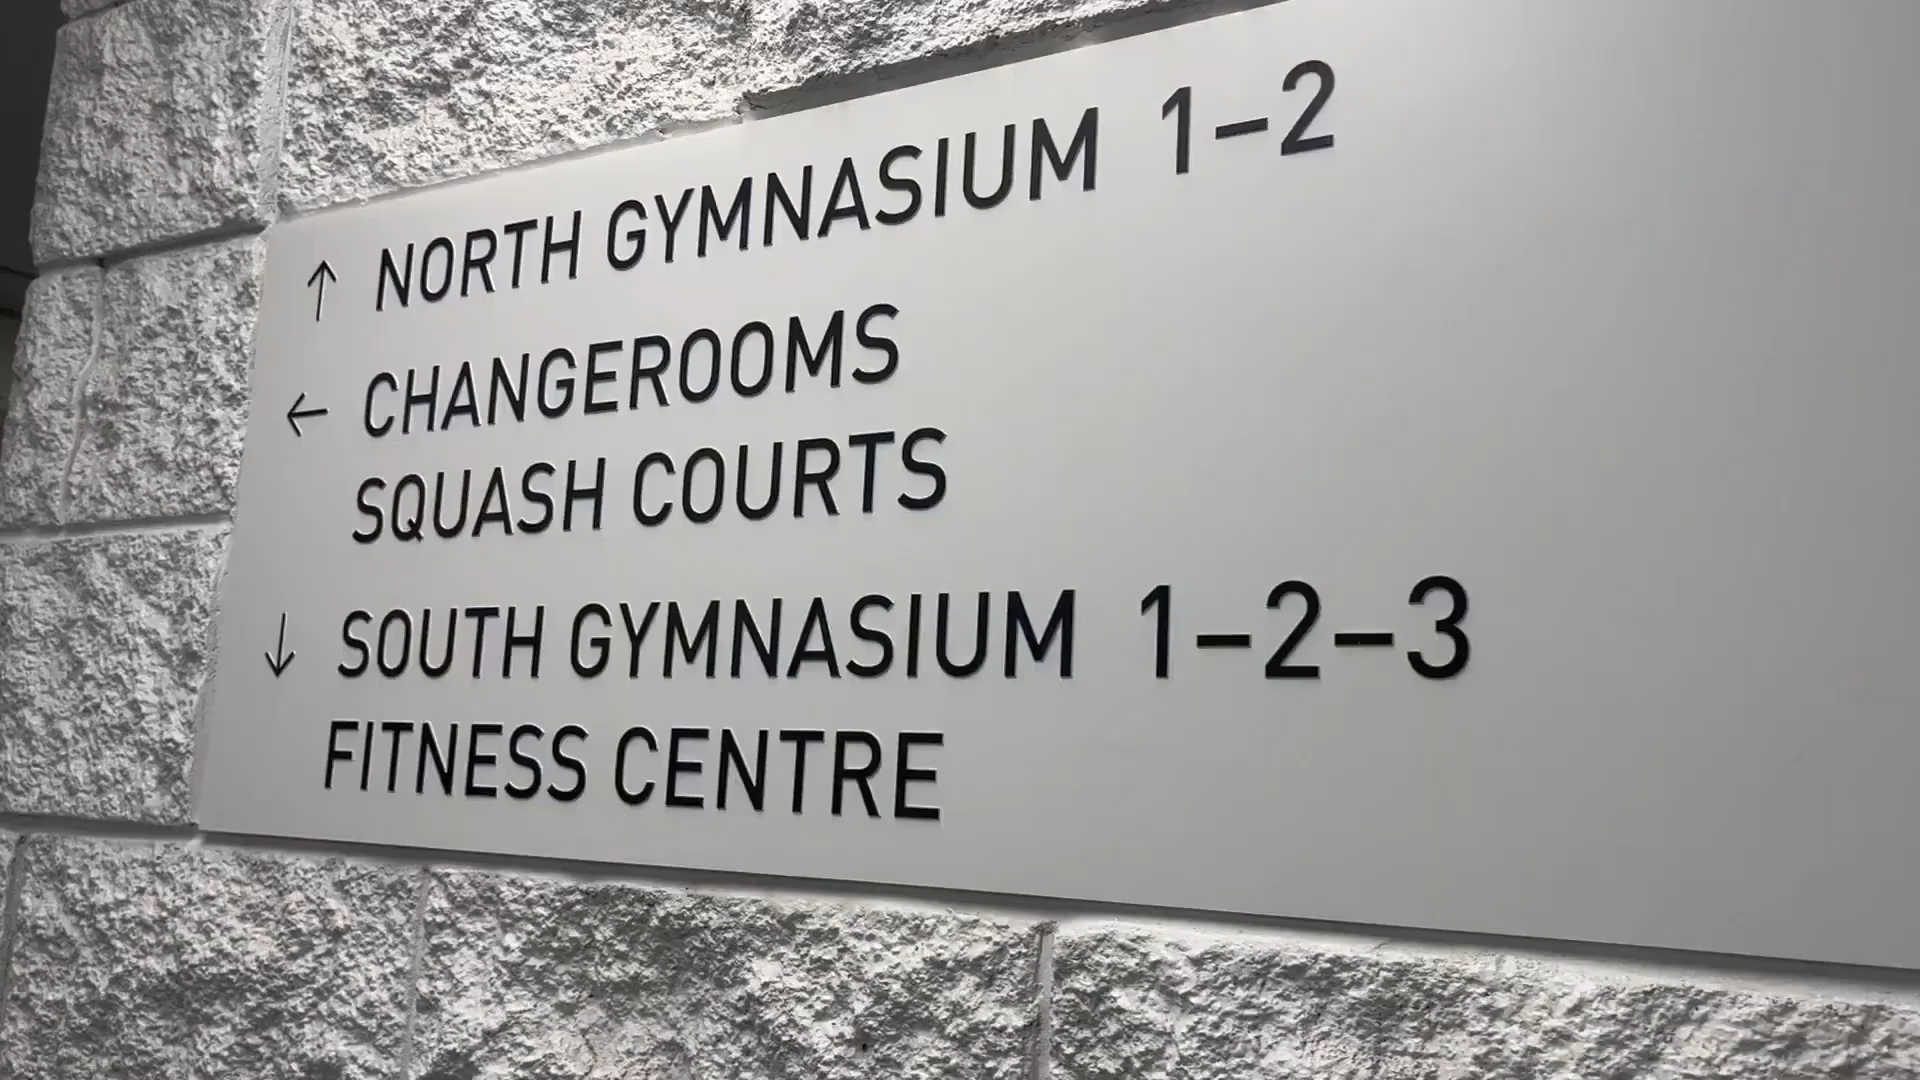 ↑ NORTH GYMNASIUM 1–2
← CHANGEROOMS
SQUASH COURTS
↓ SOUTH GYMNASIUM 1–2–3
FITNESS CENTRE